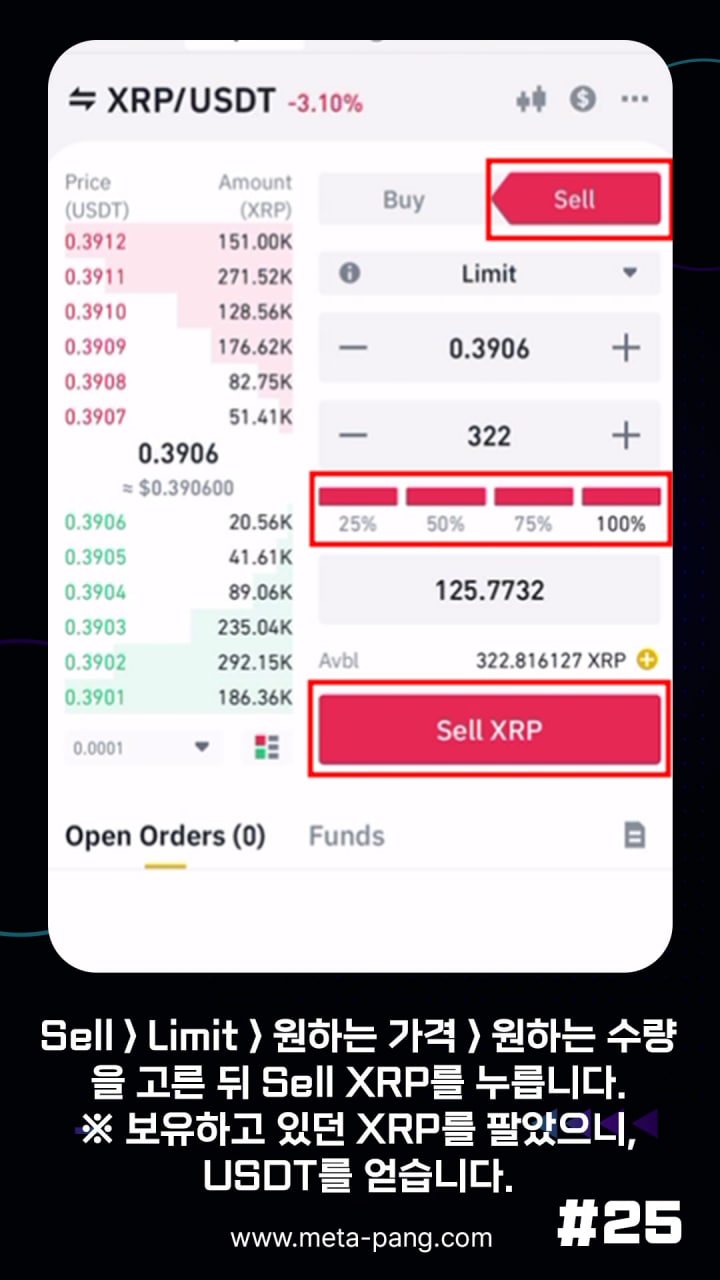 XRP/USDT -3.10%
Price Amount
(USDT) (XRP)
0.3912 151.00K
0.3911 271.52K
0.3910 128.56K
0.3909 176.62K
0.3908 82.75K
0.3907 51.41K
0.3906
≈ $0.390600
0.3906 20.56K
0.3905 41.61K
0.3904 89.06K
0.3903 235.04K
0.3902 292.15K
0.3901 186.36K
0.0001
Buy Sell
Limit
0.3906
322
25% 50% 75% 100%
125.7732
Avbl 322.816127 XRP
Sell XRP
Open Orders (0) Funds
Sell > Limit > 원하는 가격 > 원하는 수량
을 고른 뒤 Sell XRP를 누릅니다.
※ 보유하고 있던 XRP를 팔았으니,
USDT를 얻습니다.
#25
www.meta-pang.com